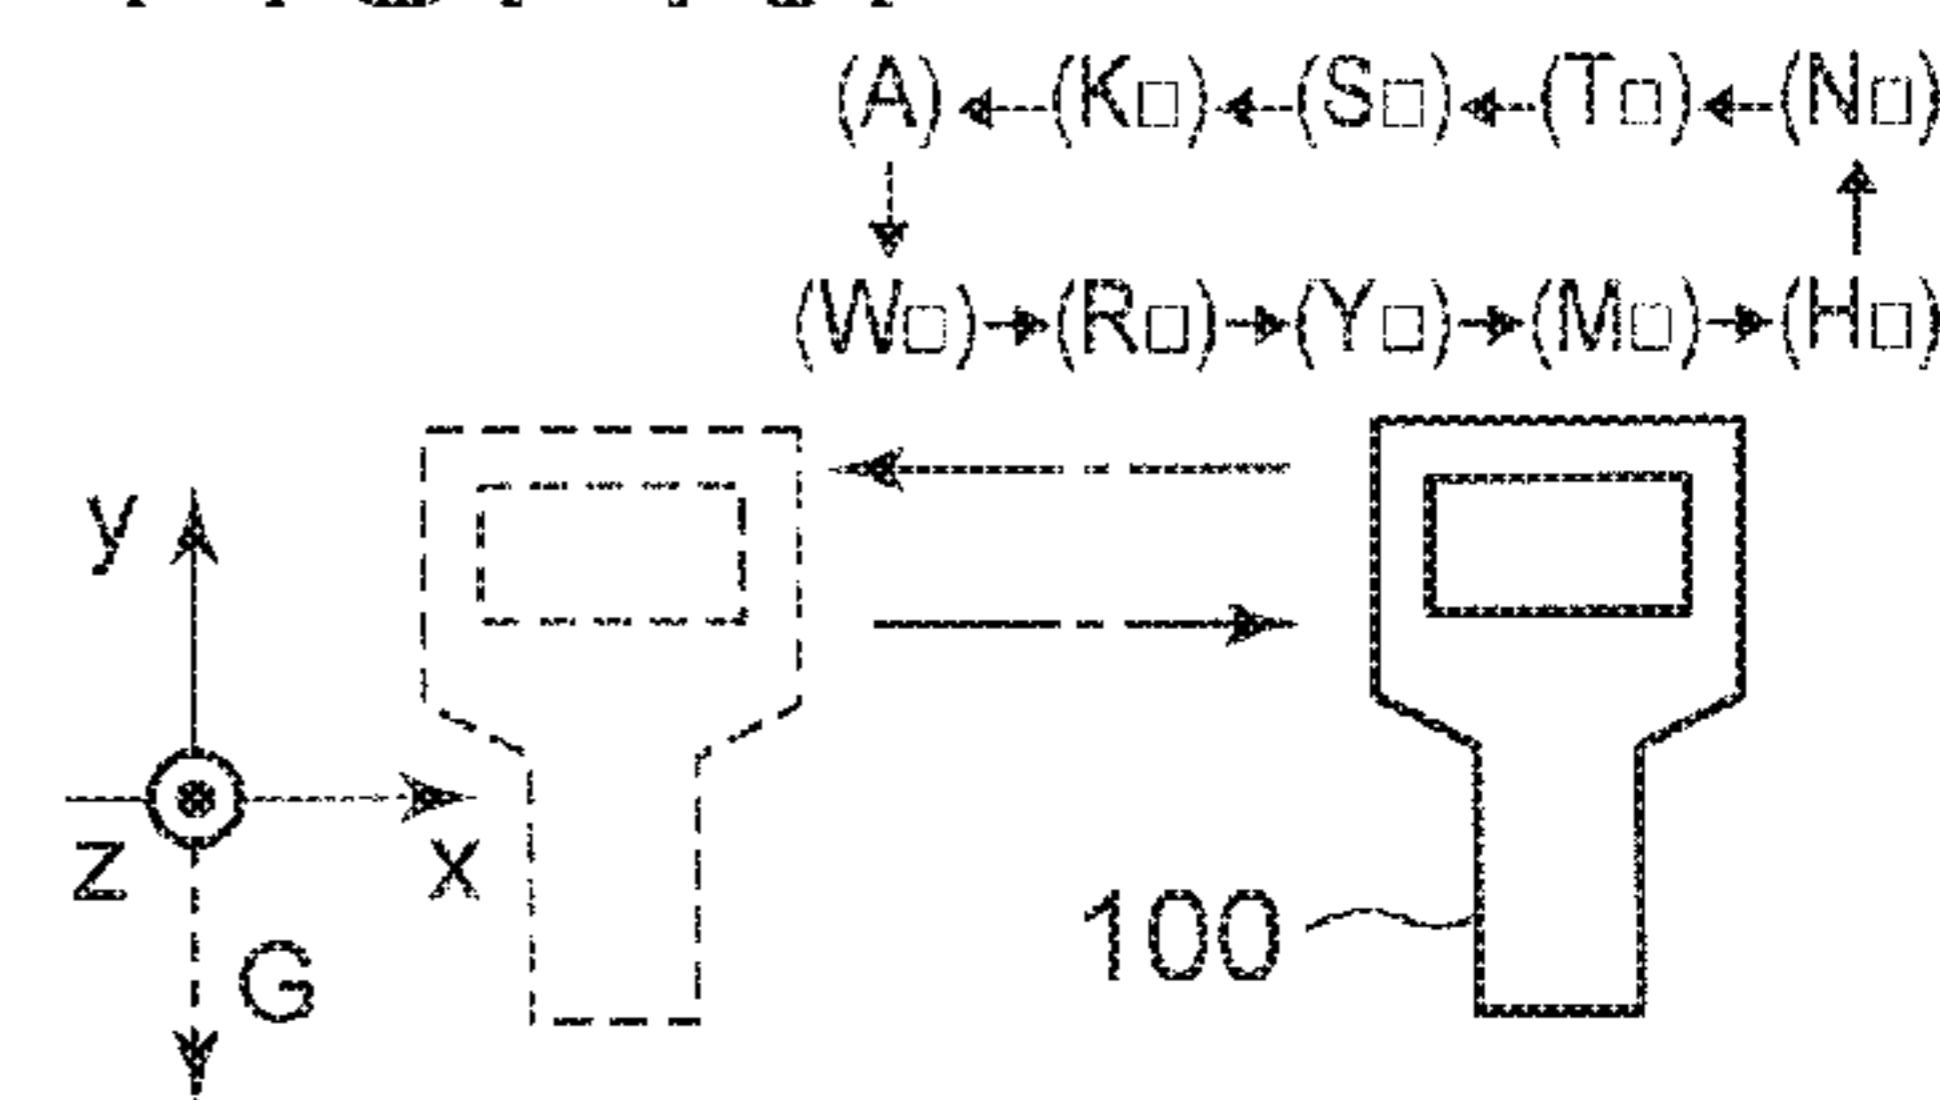 (A) ← (K□) ← (S□) ← (T□) ← (N□)
(W□) → (R□) → (Y□) → (M□) → (H□)
y
z
x
100
G